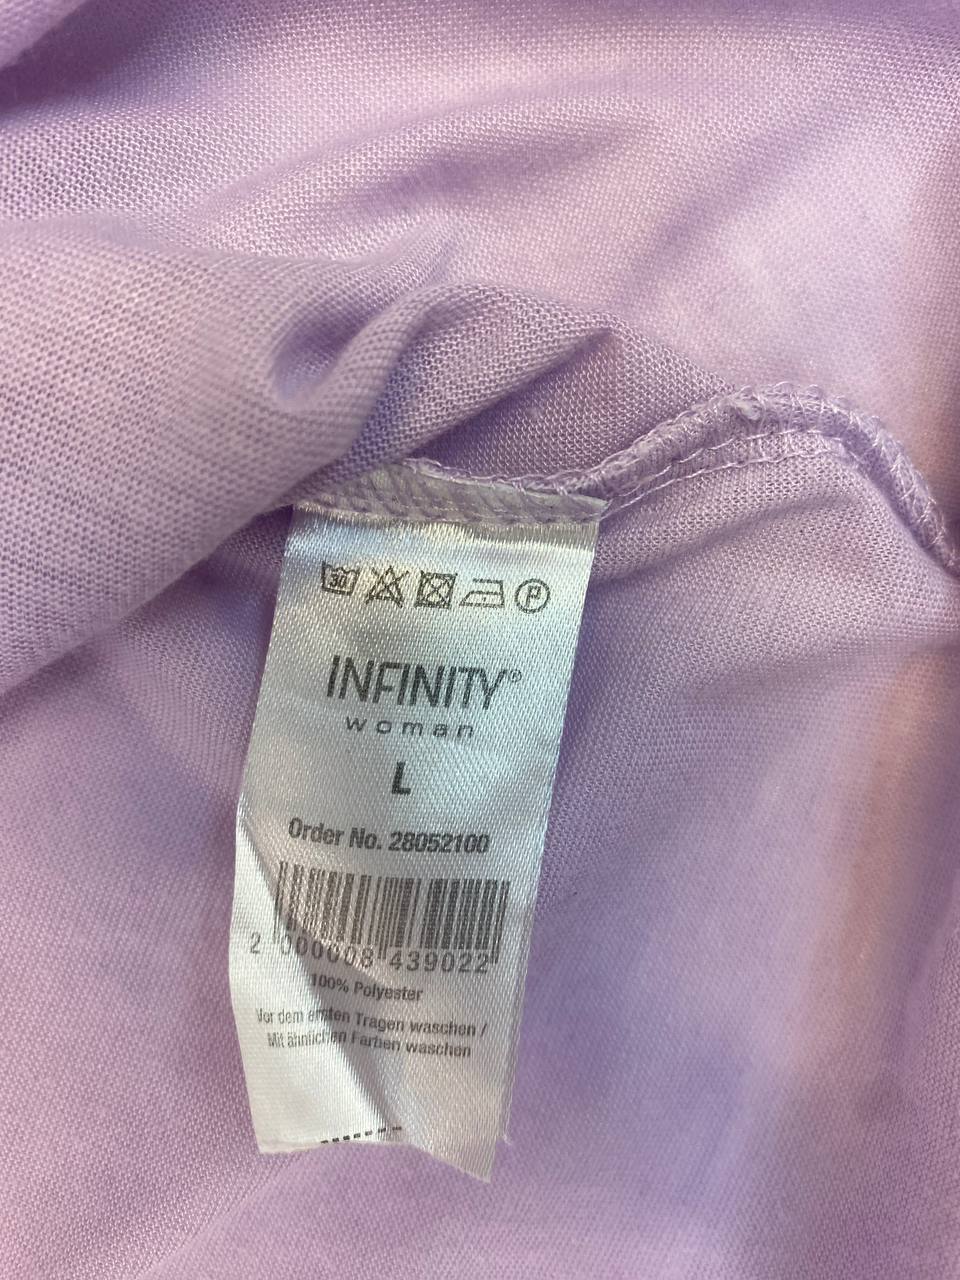 30 P
INFINITY®
woman
L
Order No. 28052100
2 000008 439022
100% Polyester
Vor dem ersten Tragen waschen /
Mit ähnlichen Farben waschen